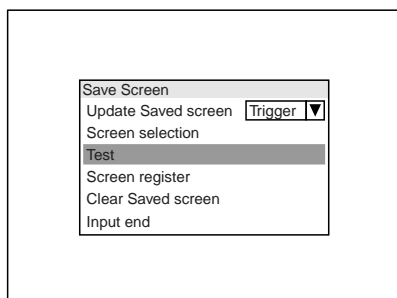 Save Screen
Update Saved screen Trigger ▼
Screen selection
Test
Screen register
Clear Saved screen
Input end